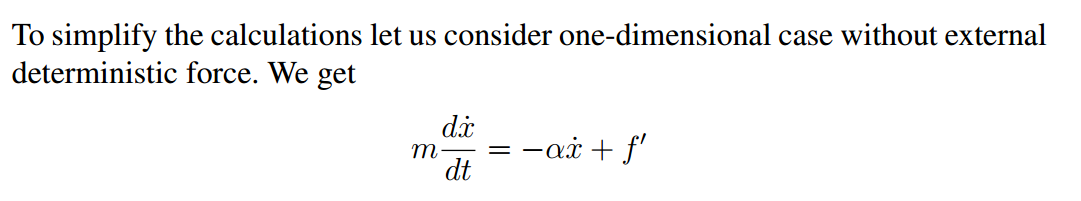 To simplify the calculations let us consider one-dimensional case without external
deterministic force. We get
m dẋ/dt = −αẋ + f′